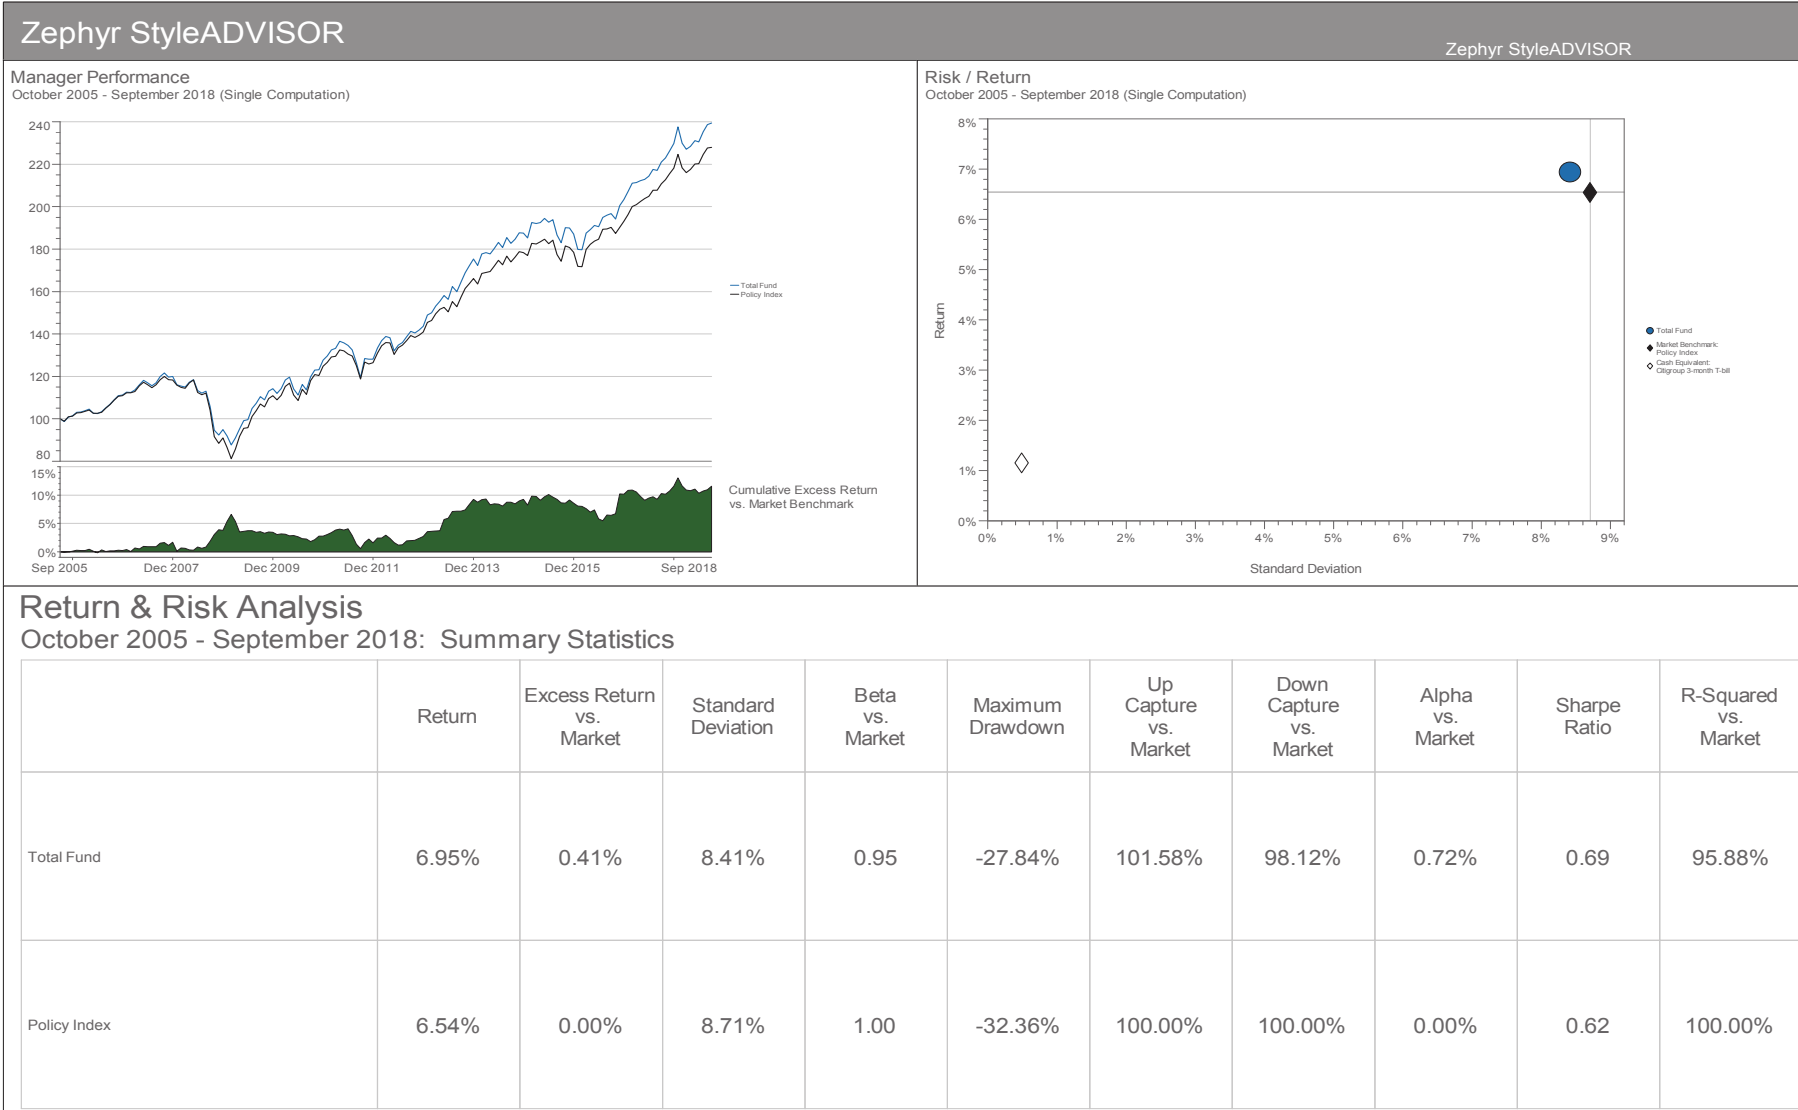 Zephyr StyleADVISOR
Zephyr StyleADVISOR
Manager Performance
October 2005 - September 2018 (Single Computation)
240
220
200
180
160
140
120
100
80
15%
10%
5%
0%
Sep 2005
Dec 2007
Dec 2009
Dec 2011
Dec 2013
Dec 2015
Sep 2018
Total Fund
Policy Index
Cumulative Excess Return
vs. Market Benchmark
Risk / Return
October 2005 - September 2018 (Single Computation)
Return
8%
7%
6%
5%
4%
3%
2%
1%
0%
0%
1%
2%
3%
4%
5%
6%
7%
8%
9%
Standard Deviation
Total Fund
Market Benchmark:
Policy Index
Cash Equivalent:
Citigroup 3-month T-bill
Return & Risk Analysis
October 2005 - September 2018: Summary Statistics
Return
Excess Return
vs.
Market
Standard
Deviation
Beta
vs.
Market
Maximum
Drawdown
Up
Capture
vs.
Market
Down
Capture
vs.
Market
Alpha
vs.
Market
Sharpe
Ratio
R-Squared
vs.
Market
Total Fund 6.95% 0.41% 8.41% 0.95 -27.84% 101.58% 98.12% 0.72% 0.69 95.88%
Policy Index 6.54% 0.00% 8.71% 1.00 -32.36% 100.00% 100.00% 0.00% 0.62 100.00%